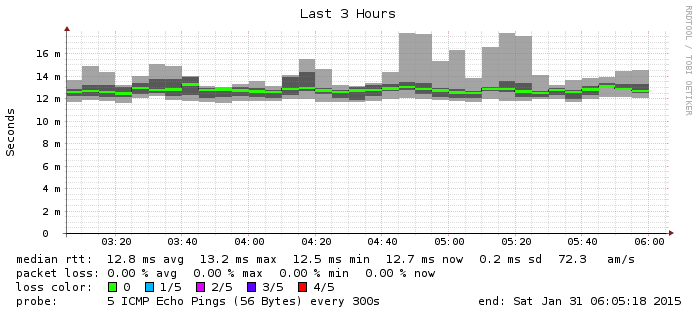 Last 3 Hours
RRDTOOL / TOBI OETIKER
Seconds
16 m
14 m
12 m
10 m
8 m
6 m
4 m
2 m
0
03:20 03:40 04:00 04:20 04:40 05:00 05:20 05:40 06:00
median rtt: 12.8 ms avg 13.2 ms max 12.5 ms min 12.7 ms now 0.2 ms sd 72.3 am/s
packet loss: 0.00 % avg 0.00 % max 0.00 % min 0.00 % now
loss color: 0 1/5 2/5 3/5 4/5
probe: 5 ICMP Echo Pings (56 Bytes) every 300s end: Sat Jan 31 06:05:18 2015